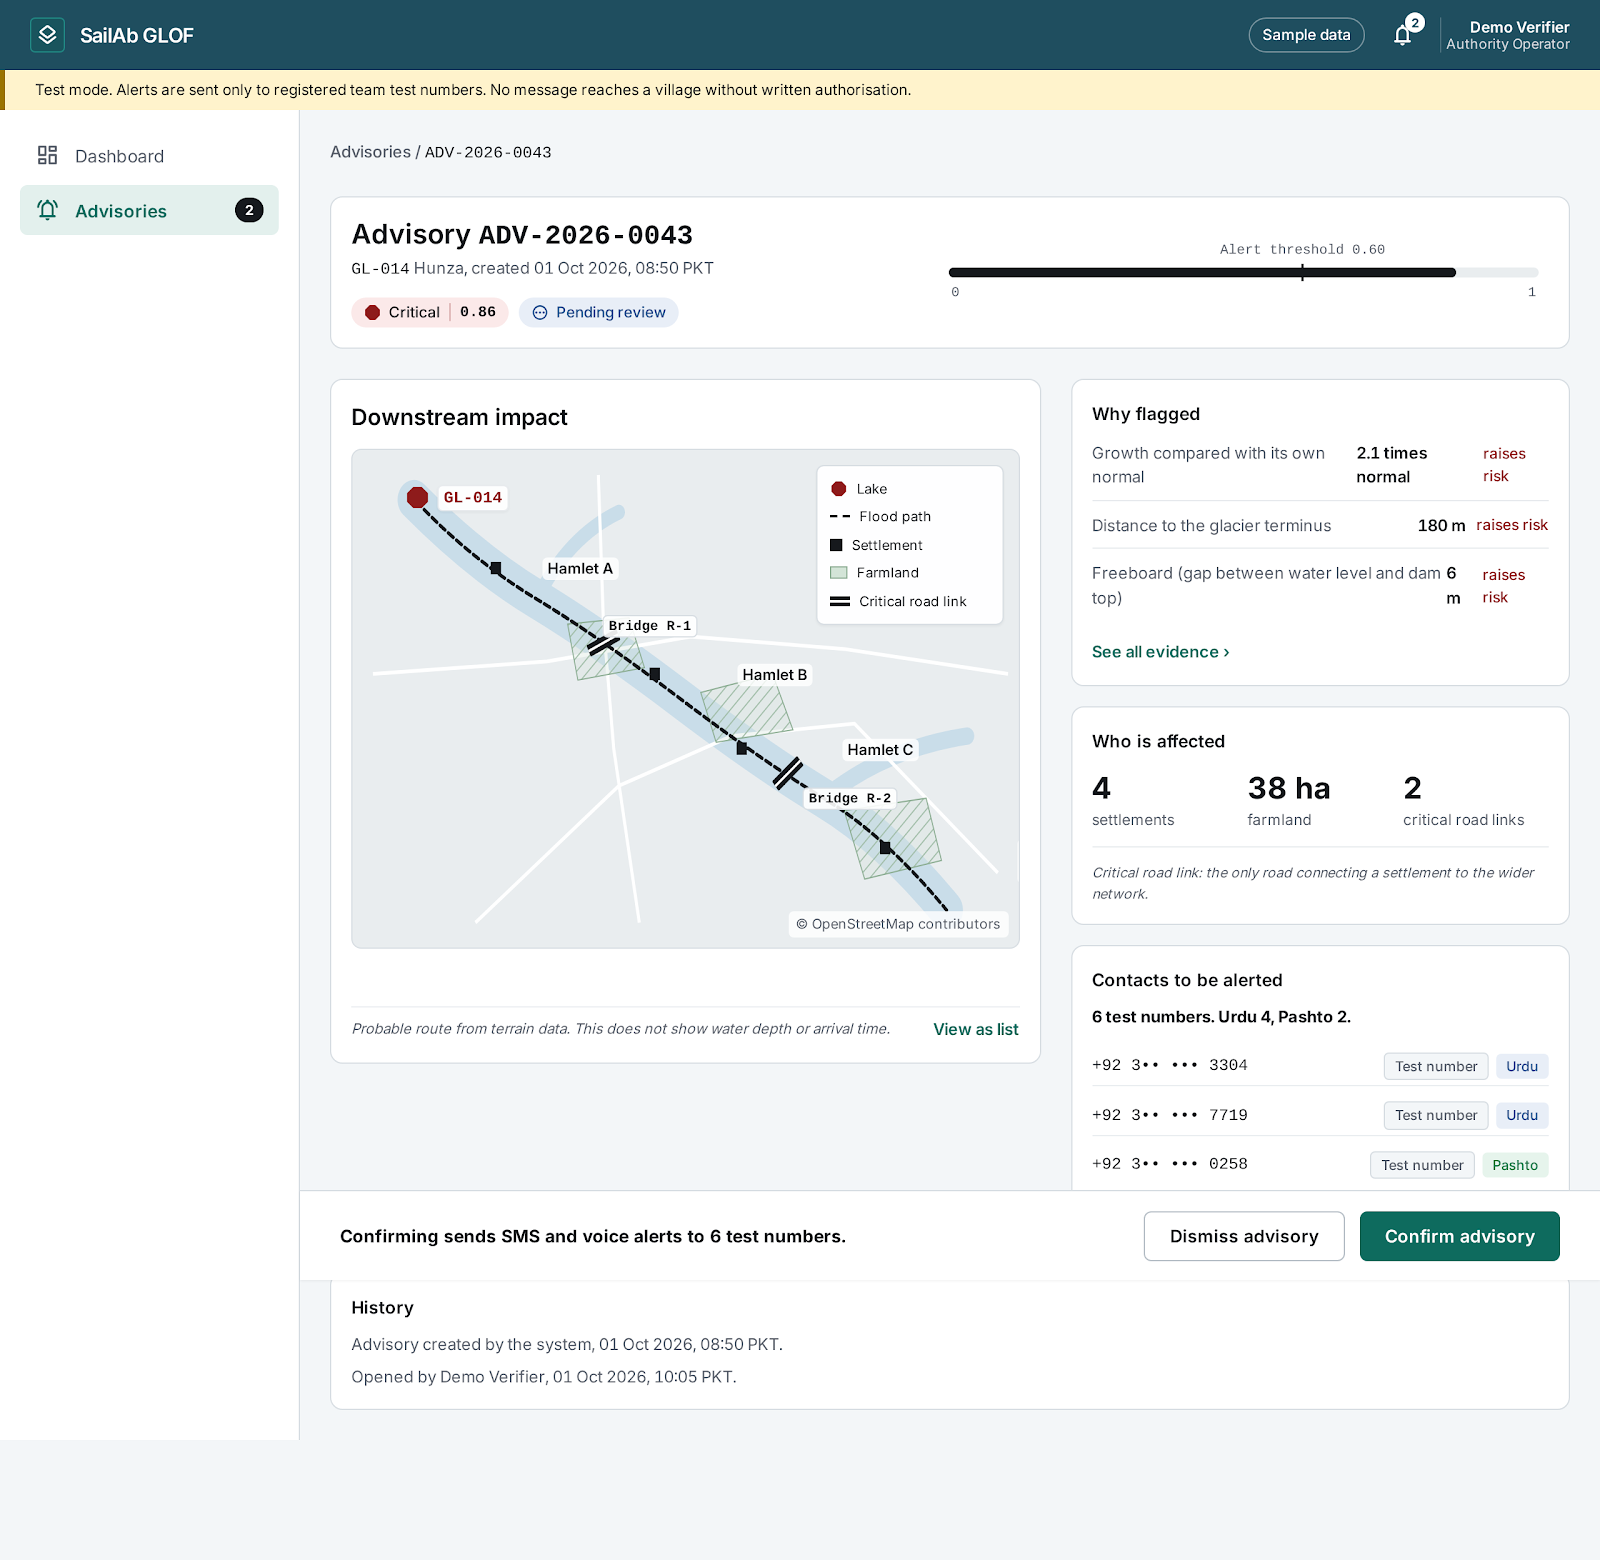 SailAb GLOF
Sample data
2
Demo Verifier
Authority Operator
Test mode. Alerts are sent only to registered team test numbers. No message reaches a village without written authorisation.
Dashboard
Advisories 2
Advisories / ADV-2026-0043
Advisory ADV-2026-0043
GL-014 Hunza, created 01 Oct 2026, 08:50 PKT
Critical 0.86 Pending review
Alert threshold 0.60
0 1
Downstream impact
GL-014
Hamlet A
Bridge R-1
Hamlet B
Hamlet C
Bridge R-2
Lake
Flood path
Settlement
Farmland
Critical road link
© OpenStreetMap contributors
Probable route from terrain data. This does not show water depth or arrival time.
View as list
Why flagged
Growth compared with its own normal
2.1 times normal
raises risk
Distance to the glacier terminus 180 m raises risk
Freeboard (gap between water level and dam top)
6 m
raises risk
See all evidence ›
Who is affected
4 settlements
38 ha farmland
2 critical road links
Critical road link: the only road connecting a settlement to the wider
network.
Contacts to be alerted
6 test numbers. Urdu 4, Pashto 2.
+92 3•• ••• 3304 Test number Urdu
+92 3•• ••• 7719 Test number Urdu
+92 3•• ••• 0258 Test number Pashto
Confirming sends SMS and voice alerts to 6 test numbers.
Dismiss advisory
Confirm advisory
History
Advisory created by the system, 01 Oct 2026, 08:50 PKT.
Opened by Demo Verifier, 01 Oct 2026, 10:05 PKT.